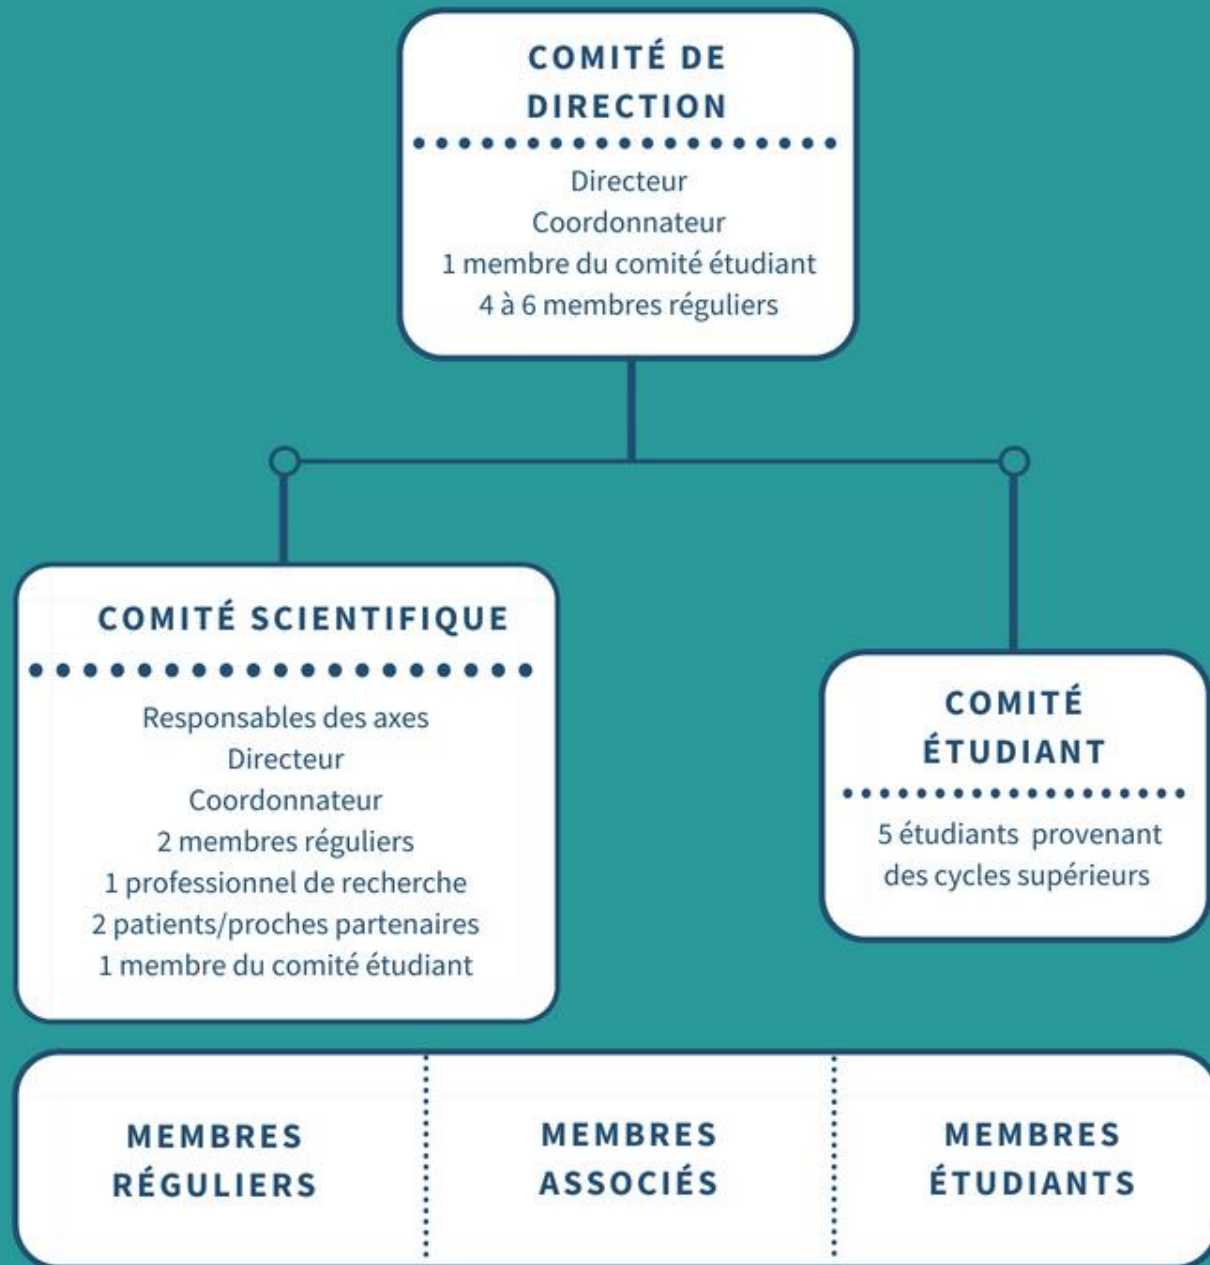 COMITÉ DE
DIRECTION
Directeur
Coordonnateur
1 membre du comité étudiant
4 à 6 membres réguliers
COMITÉ SCIENTIFIQUE
Responsables des axes
Directeur
Coordonnateur
2 membres réguliers
1 professionnel de recherche
2 patients/proches partenaires
1 membre du comité étudiant
COMITÉ
ÉTUDIANT
5 étudiants provenant
des cycles supérieurs
MEMBRES
RÉGULIERS
MEMBRES
ASSOCIÉS
MEMBRES
ÉTUDIANTS